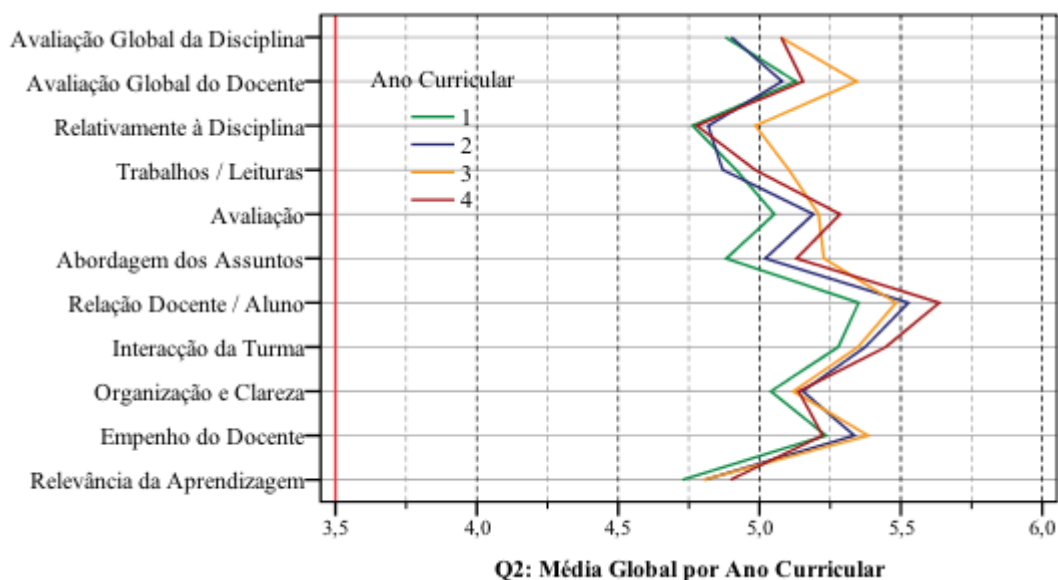 Avaliação Global da Disciplina
Avaliação Global do Docente
Relativamente à Disciplina
Trabalhos / Leituras
Avaliação
Abordagem dos Assuntos
Relação Docente / Aluno
Interacção da Turma
Organização e Clareza
Empenho do Docente
Relevância da Aprendizagem
Ano Curricular
1
2
3
4
3,5 4,0 4,5 5,0 5,5 6,0
Q2: Média Global por Ano Curricular